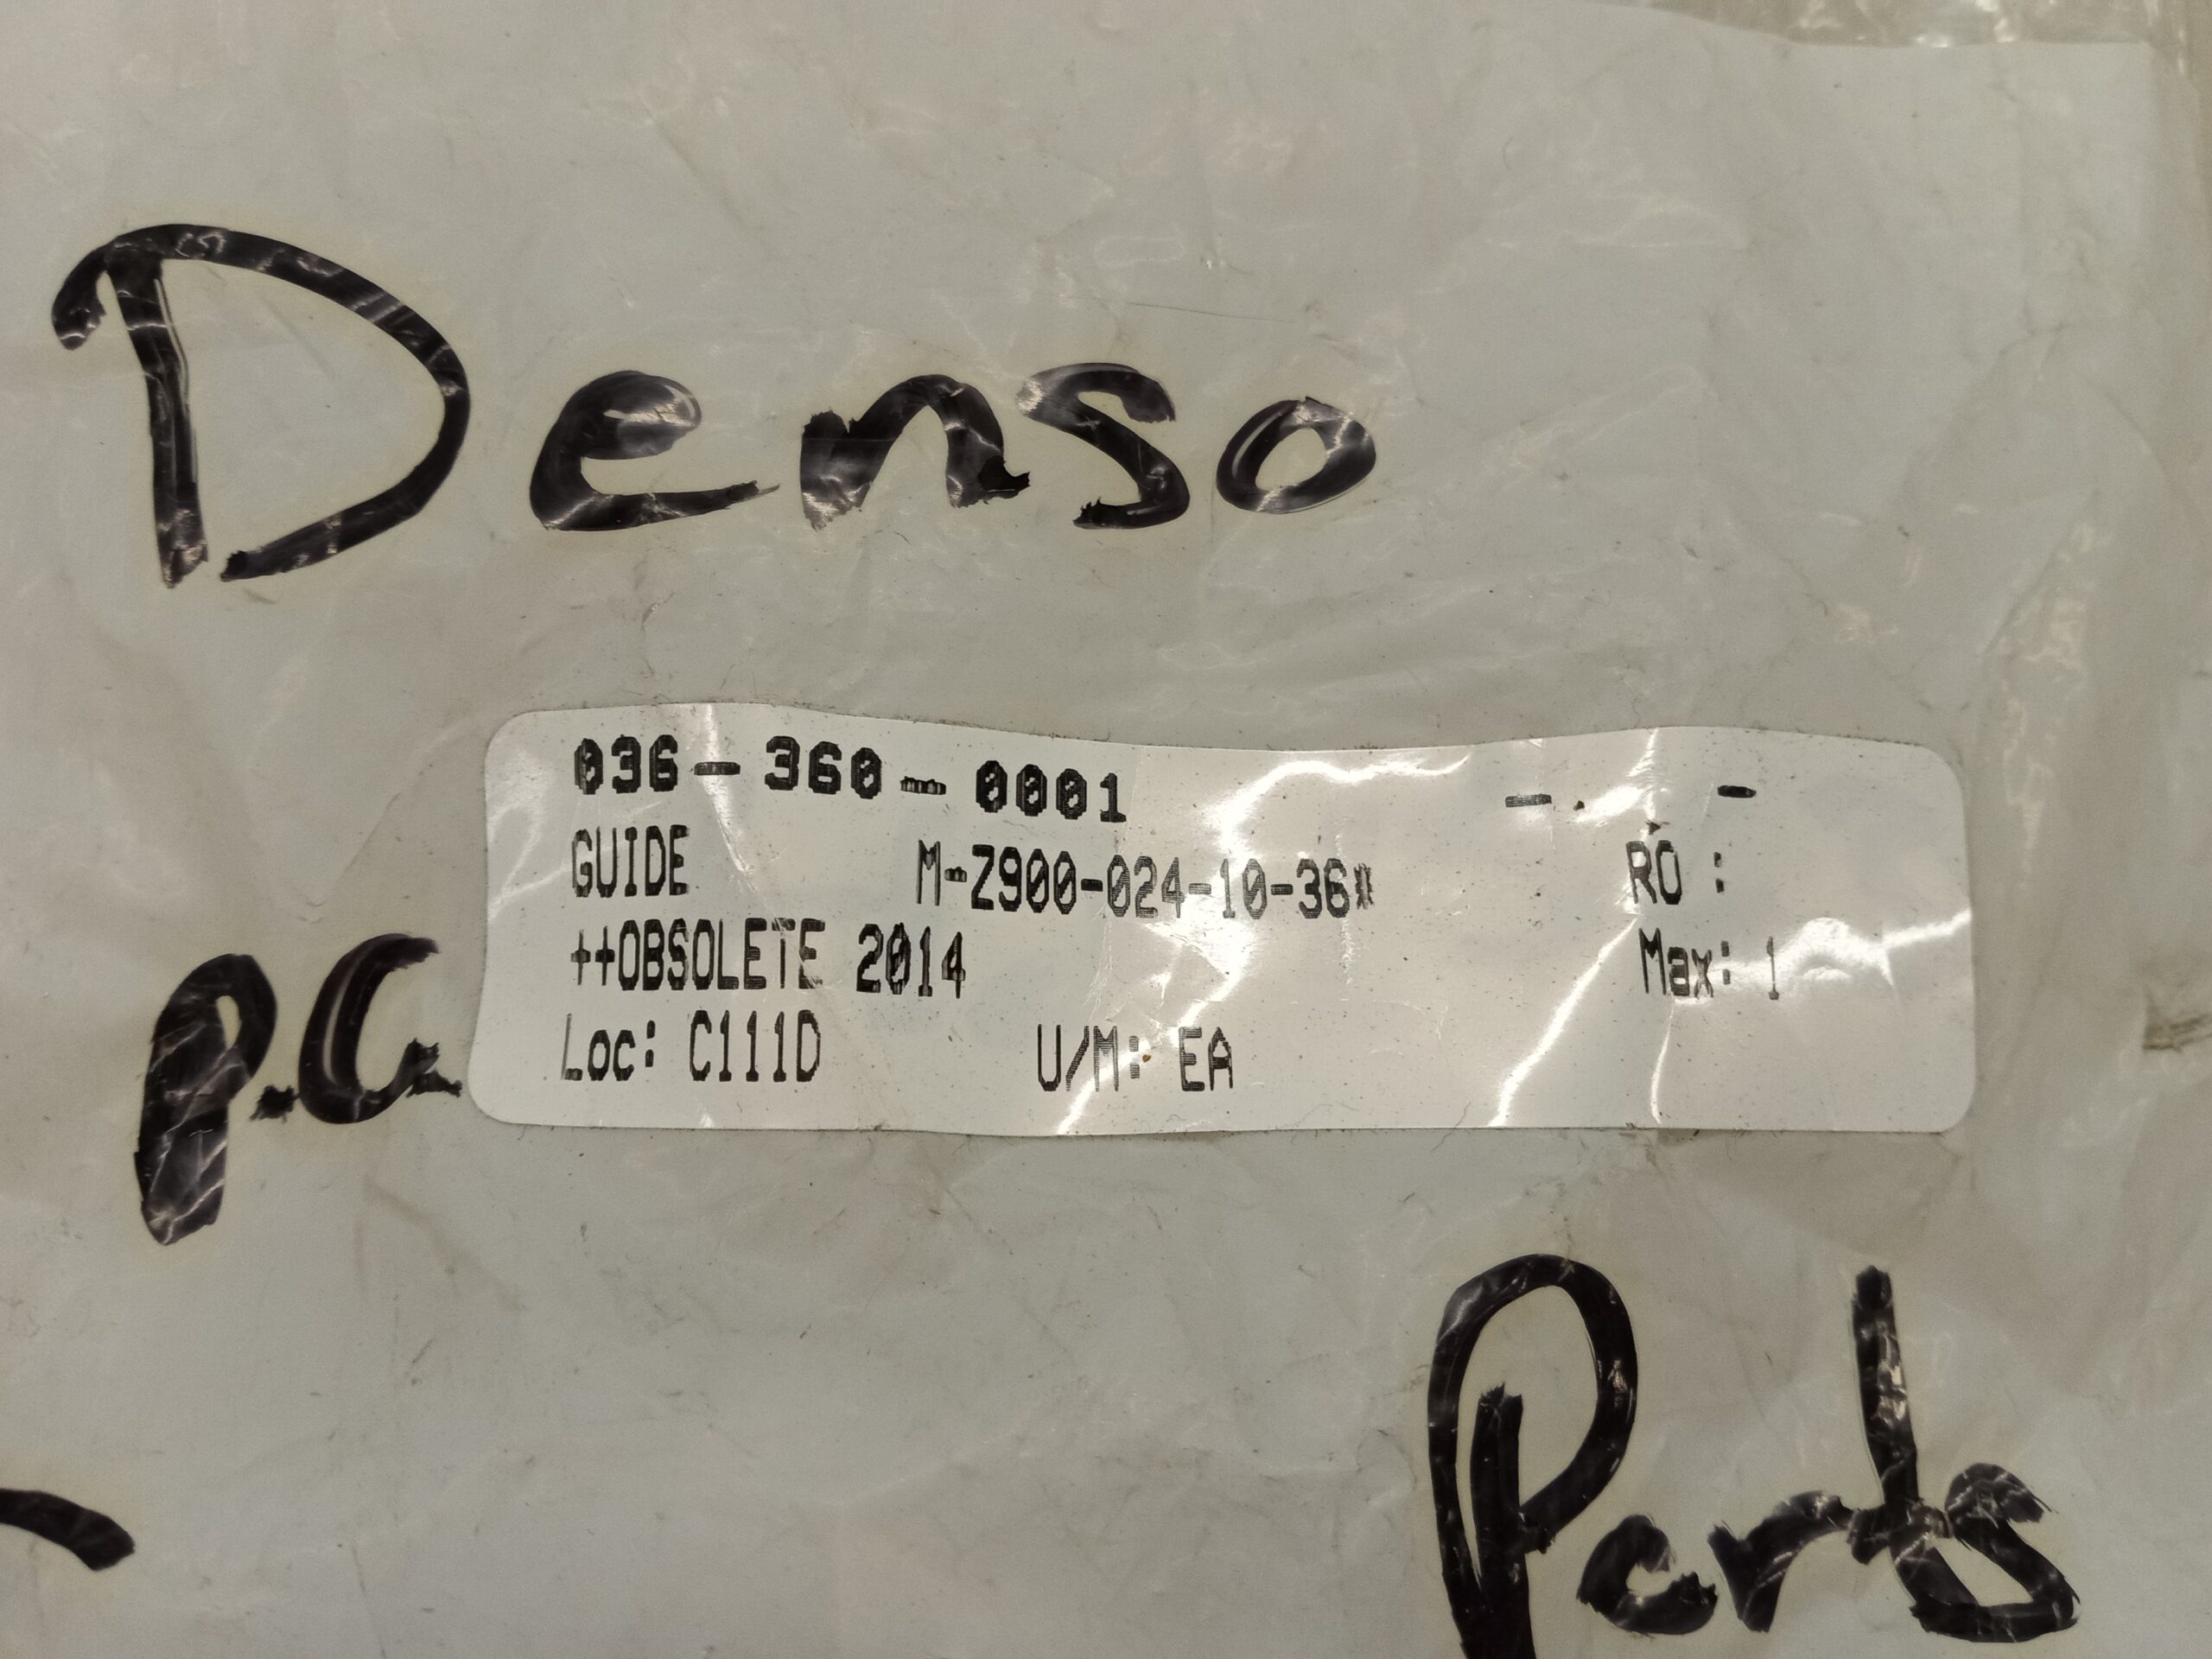 Denso
036-360-0001 -. -
GUIDE M-Z900-024-10-36* RO :
++OBSOLETE 2014 Max: 1
Loc: C111D U/M: EA
Parts